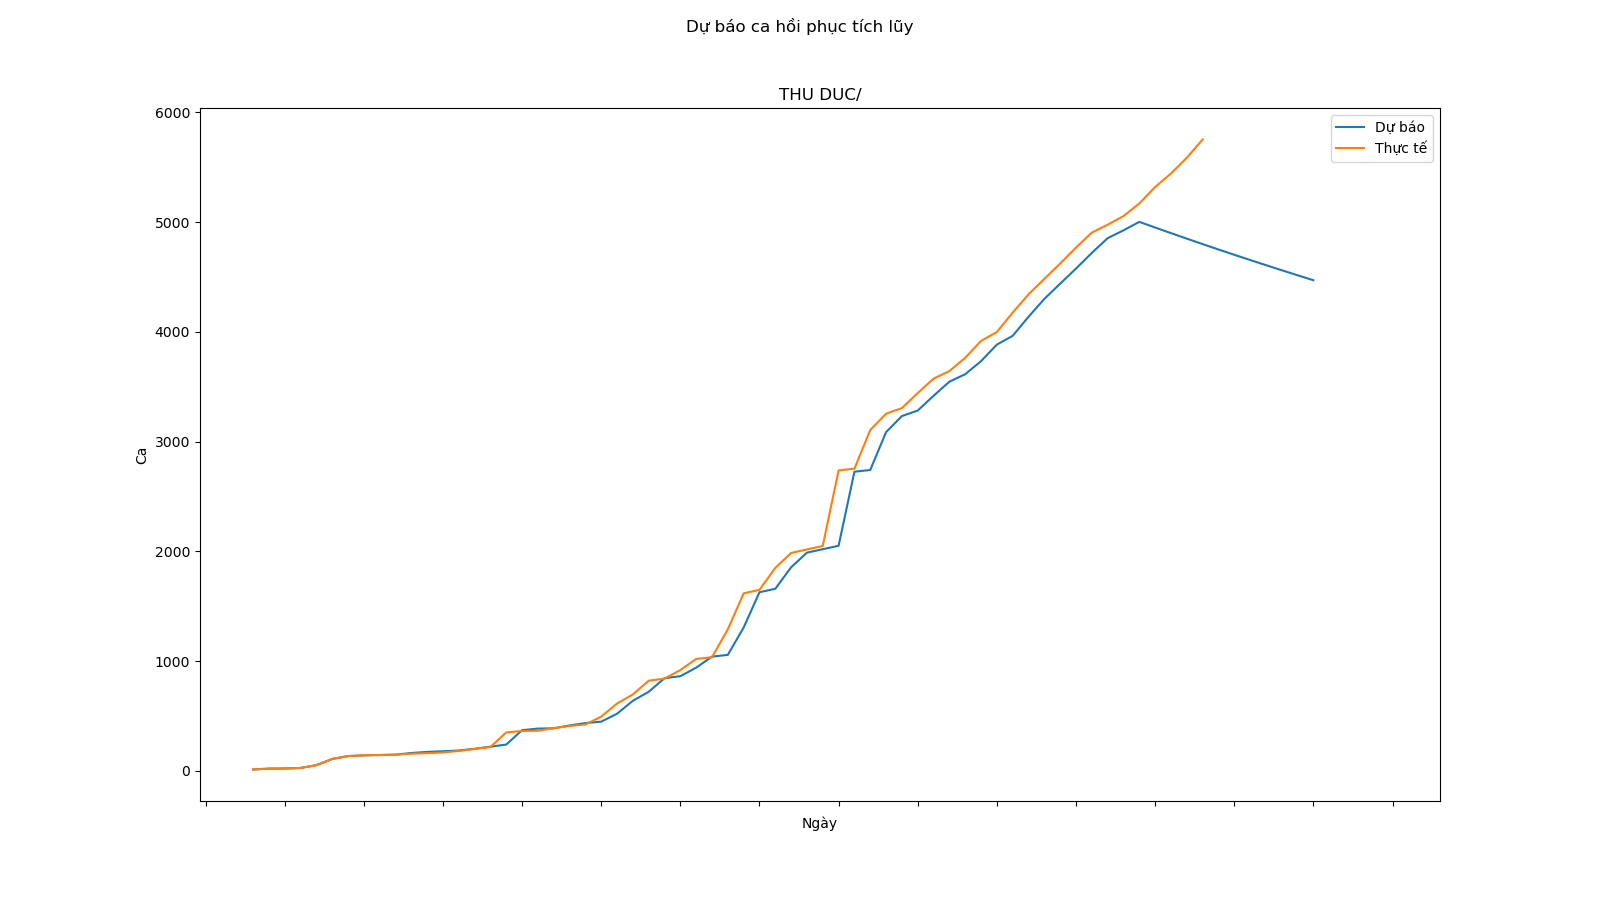 Dự báo ca hồi phục tích lũy
THU DUC/
6000
5000
4000
3000
2000
1000
0
Ca
Ngày
Dự báo
Thực tế